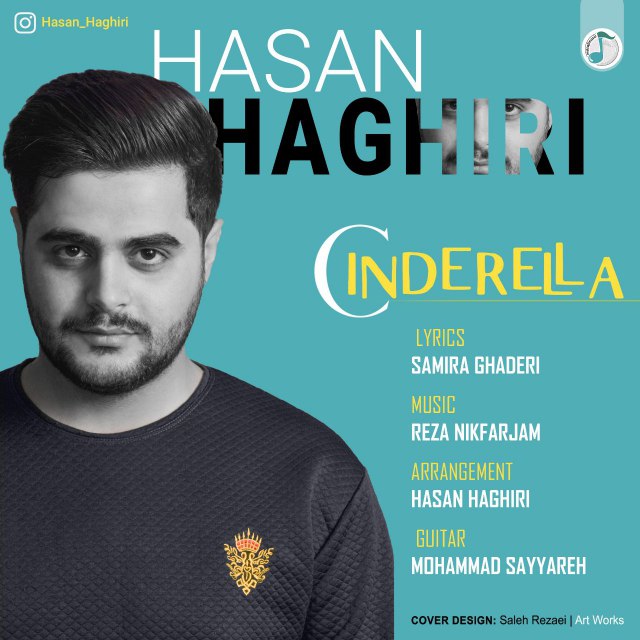 Hasan_Haghiri
HASAN
HAGHIRI
CINDERELLA
LYRICS
SAMIRA GHADERI
MUSIC
REZA NIKFARJAM
ARRANGEMENT
HASAN HAGHIRI
GUITAR
MOHAMMAD SAYYAREH
COVER DESIGN: Saleh Rezaei | Art Works